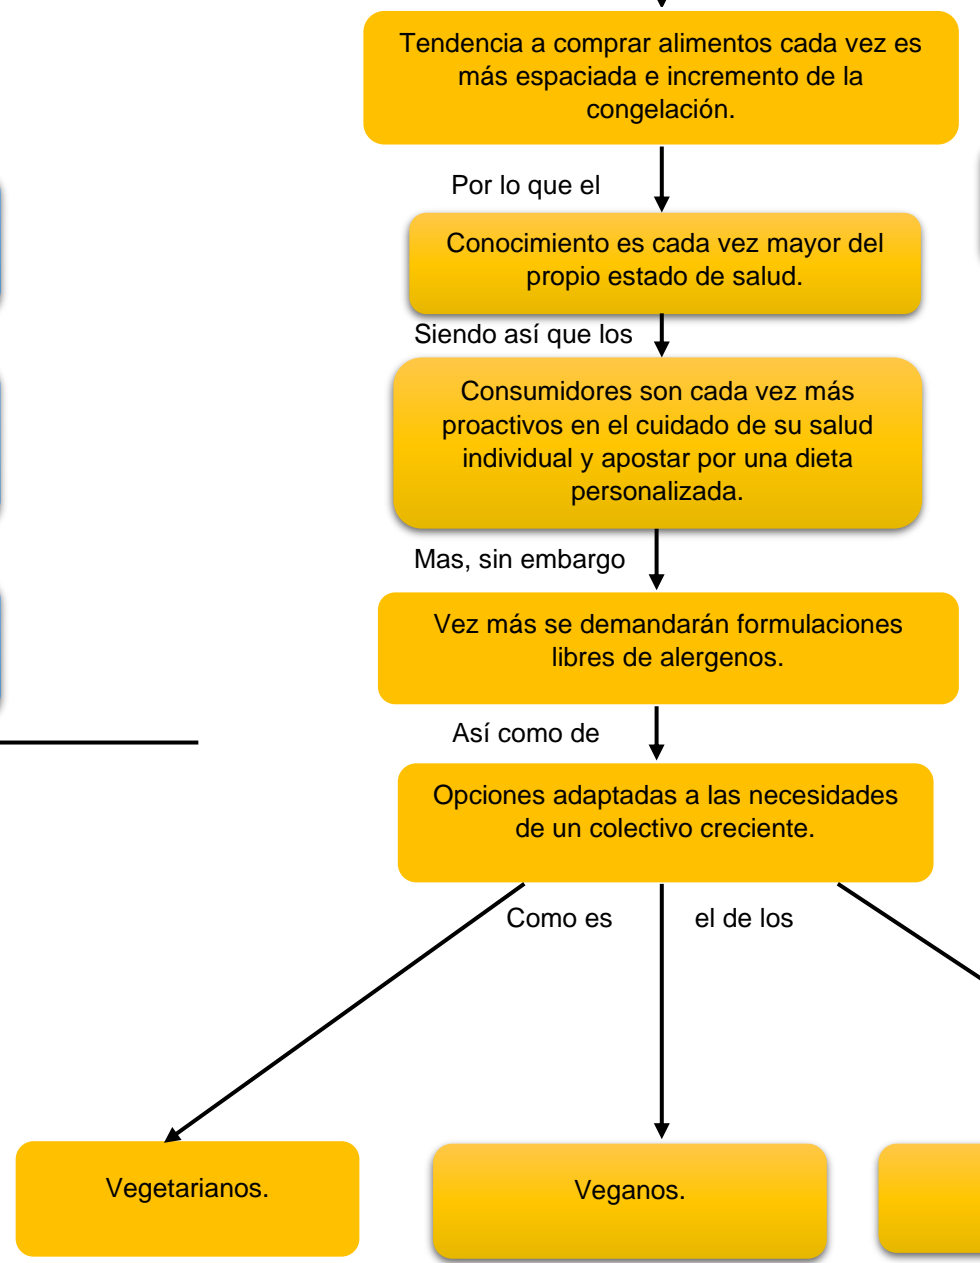 Tendencia a comprar alimentos cada vez es
más espaciada e incremento de la
congelación.
Por lo que el
Conocimiento es cada vez mayor del
propio estado de salud.
Siendo así que los
Consumidores son cada vez más
proactivos en el cuidado de su salud
individual y apostar por una dieta
personalizada.
Mas, sin embargo
Vez más se demandarán formulaciones
libres de alergenos.
Así como de
Opciones adaptadas a las necesidades
de un colectivo creciente.
Como es el de los
Vegetarianos.
Veganos.